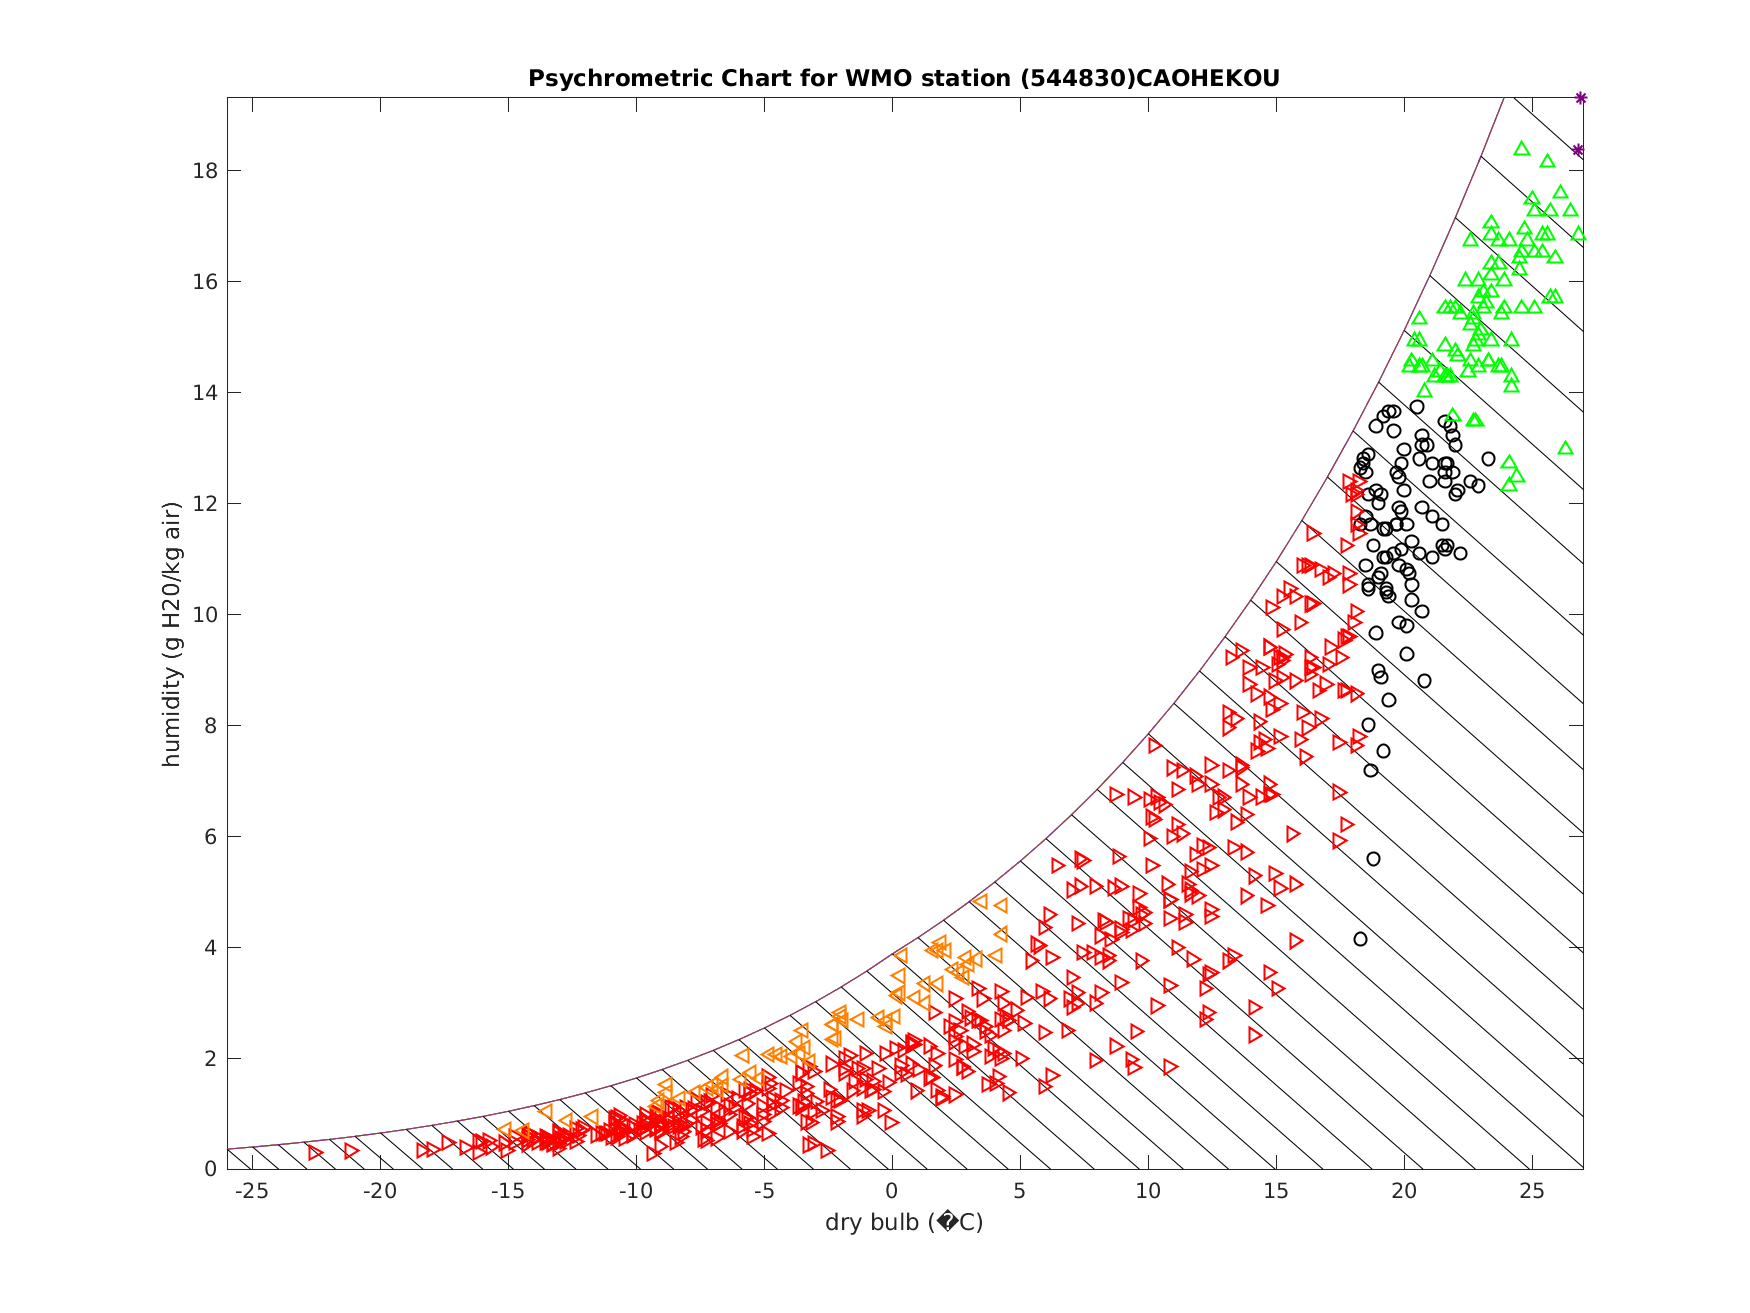 Psychrometric Chart for WMO station (544830)CAOHEKOU
humidity (g H20/kg air)
18
16
14
12
10
8
6
4
2
0
-25 -20 -15 -10 -5 0 5 10 15 20 25
dry bulb (�C)